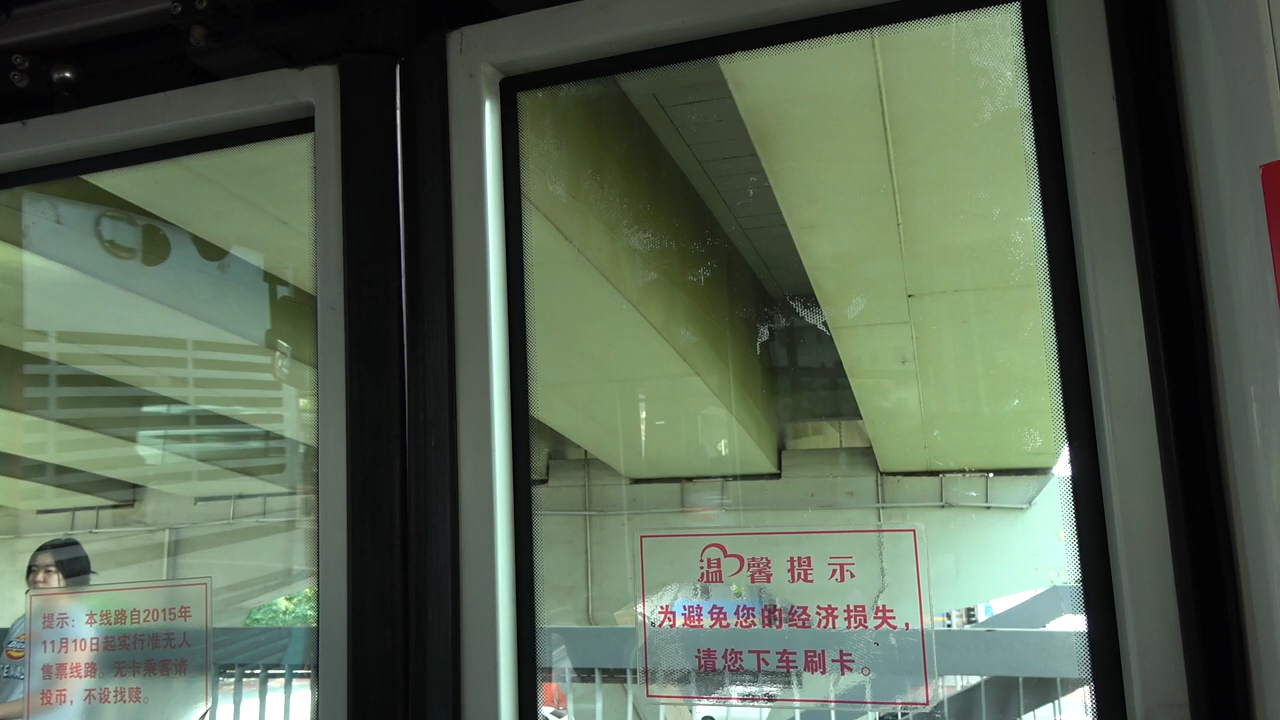 提示：本线路自2015年
11月10日起实行准无人
售票线路。无卡乘客请
投币，不设找赎。
温馨提示
为避免您的经济损失，
请您下车刷卡。